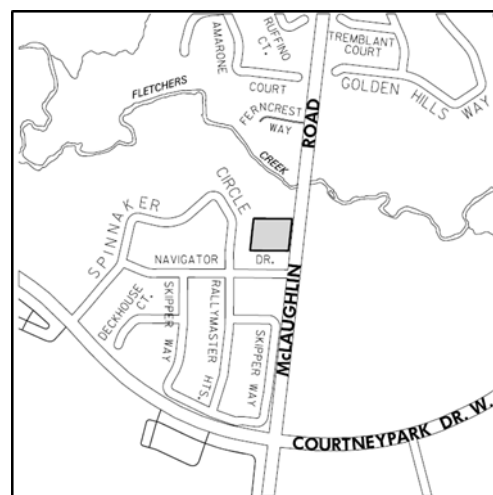 RUFFINO
CT.
AMARONE
COURT
TREMBLANT
COURT
GOLDEN HILLS WAY
FLETCHERS
CREEK
FERNCREST
WAY
McLAUGHLIN ROAD
SPINNAKER CIRCLE
NAVIGATOR DR.
DECKHOUSE
CT.
SKIPPER WAY
RALLYMASTER HTS.
SKIPPER WAY
COURTNEYPARK DR. W.